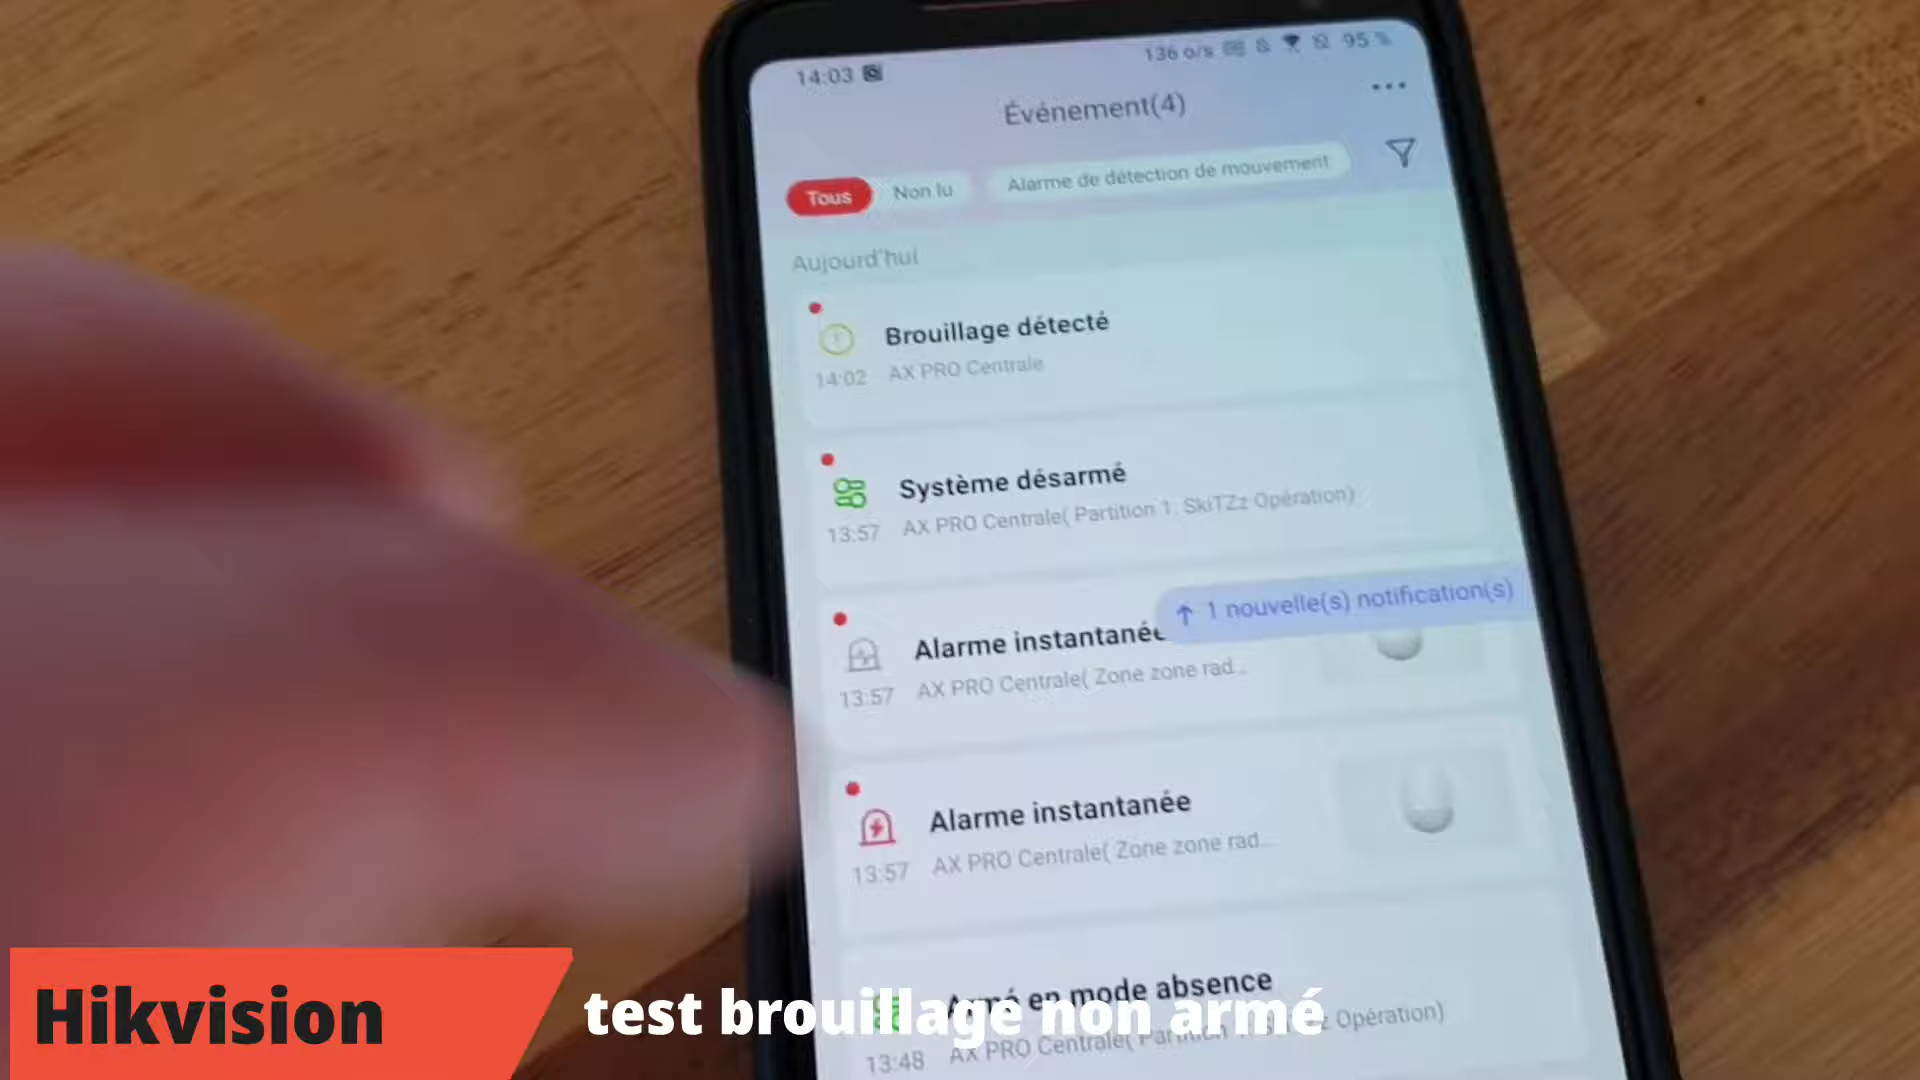 14:03
136 o/s
95 %
Événement(4)
Tous
Non lu
Alarme de détection de mouvement
Aujourd'hui
Brouillage détecté
14:02
AX PRO Centrale
Système désarmé
13:57
AX PRO Centrale( Partition 1, SkiTZz Opération)
↑ 1 nouvelle(s) notification(s)
Alarme instantanée
13:57
AX PRO Centrale( Zone zone rad...
Alarme instantanée
13:57
AX PRO Centrale( Zone zone rad...
Armé en mode absence
13:48
AX PRO Centrale( Partition
Opération)
Hikvision
test brouillage non armé